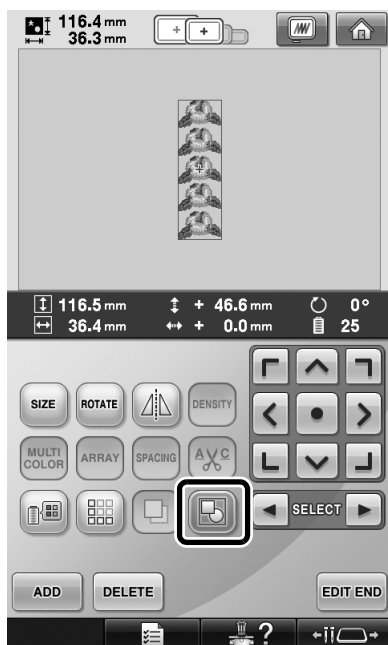 116.4 mm
36.3 mm
116.5 mm + 46.6 mm 0°
36.4 mm + 0.0 mm 25
SIZE ROTATE DENSITY
MULTI COLOR ARRAY SPACING A C
SELECT
ADD DELETE EDIT END
?